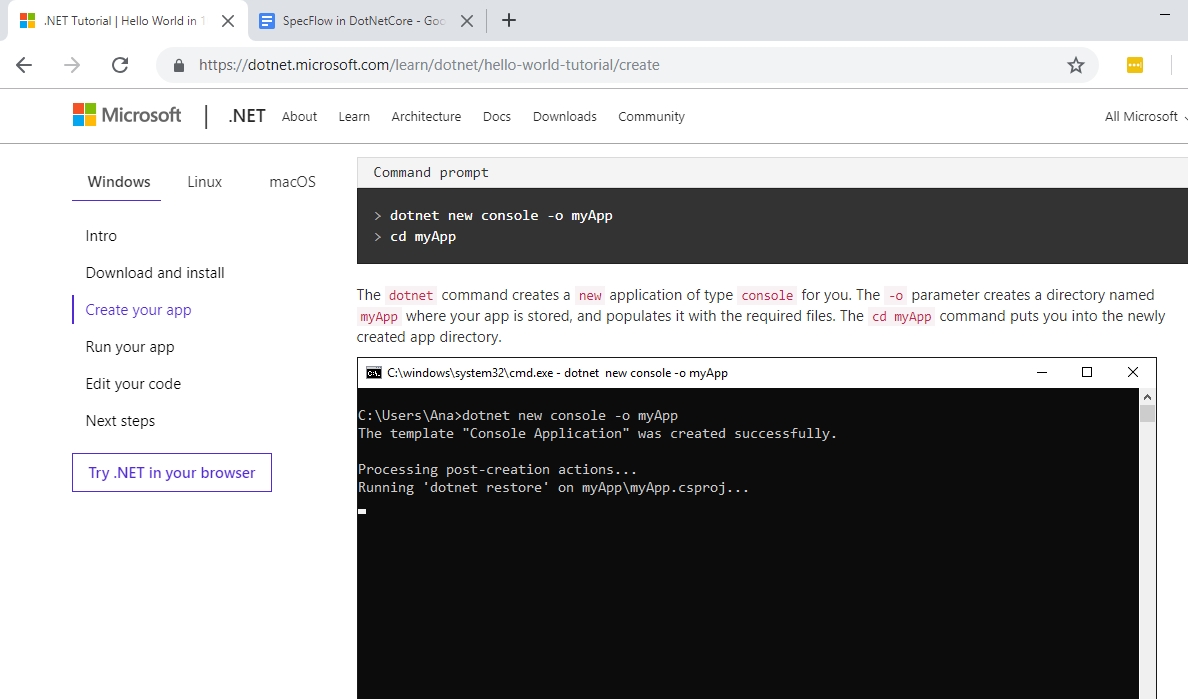 .NET Tutorial | Hello World in
SpecFlow in DotNetCore - Goo
https://dotnet.microsoft.com/learn/dotnet/hello-world-tutorial/create
Microsoft | .NET About Learn Architecture Docs Downloads Community All Microsoft
Windows Linux macOS
Intro
Download and install
Create your app
Run your app
Edit your code
Next steps
Try .NET in your browser
Command prompt
> dotnet new console -o myApp
> cd myApp
The dotnet command creates a new application of type console for you. The -o parameter creates a directory named
myApp where your app is stored, and populates it with the required files. The cd myApp command puts you into the newly
created app directory.
C:\windows\system32\cmd.exe - dotnet new console -o myApp
C:\Users\Ana>dotnet new console -o myApp
The template "Console Application" was created successfully.
Processing post-creation actions...
Running 'dotnet restore' on myApp\myApp.csproj...